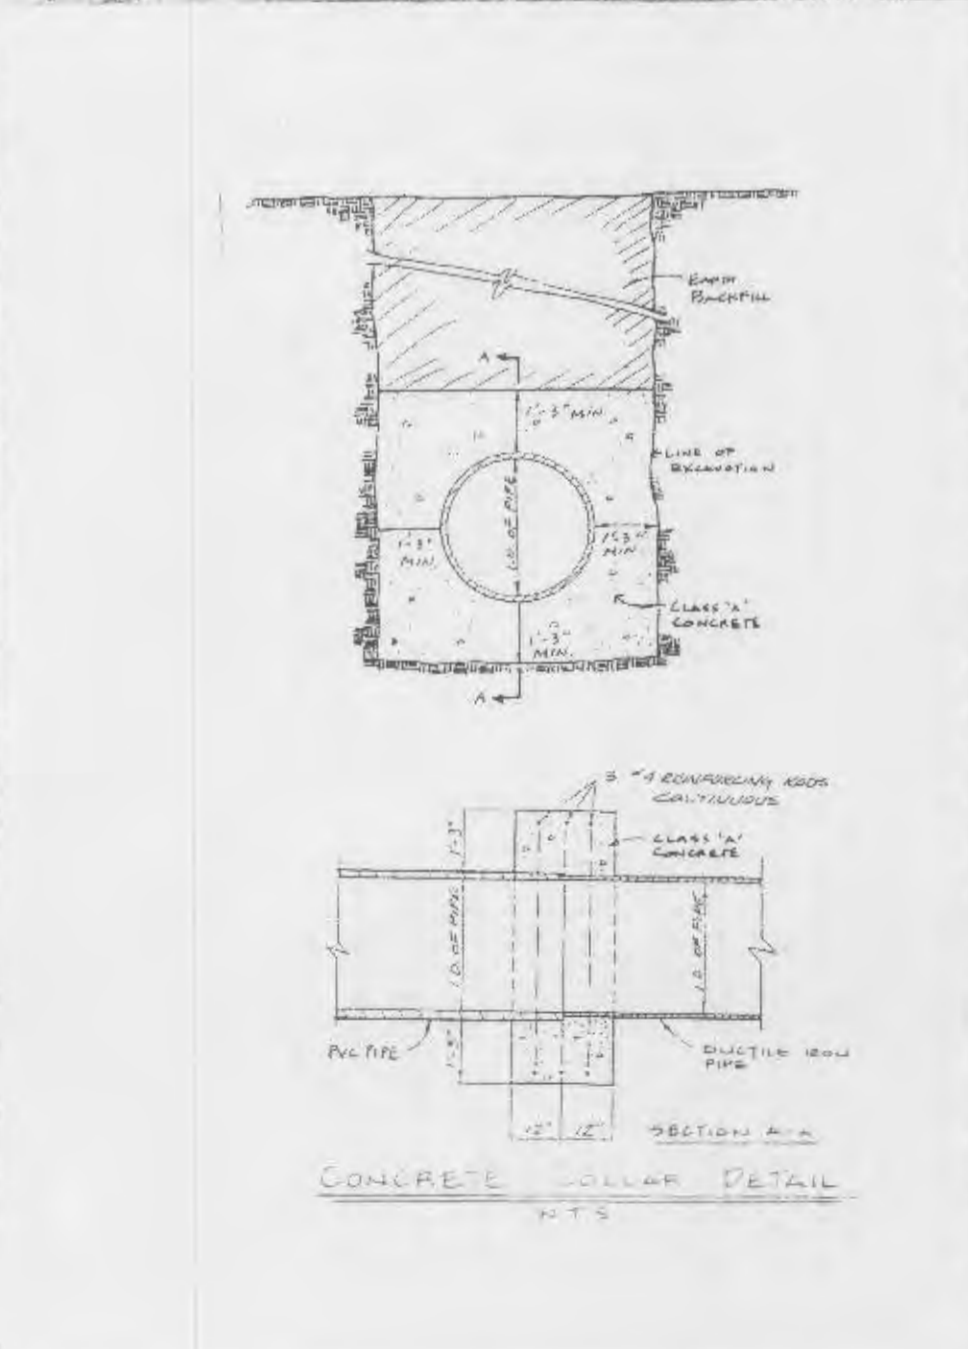 A
EARTH
BACKFILL
1'-3" MIN.
LINE OF
EXCAVATION
I.D. OF PIPE
1'-3"
MIN.
1'-3"
MIN.
CLASS 'A'
CONCRETE
1'-3"
MIN.
A
3 #4 REINFORCING RODS
CONTINUOUS
1'-3"
CLASS 'A'
CONCRETE
I.D. OF PIPE
I.D. OF PIPE
PVC PIPE
1'-3"
DUCTILE IRON
PIPE
12" 12"
SECTION A-A
CONCRETE COLLAR DETAIL
N T S